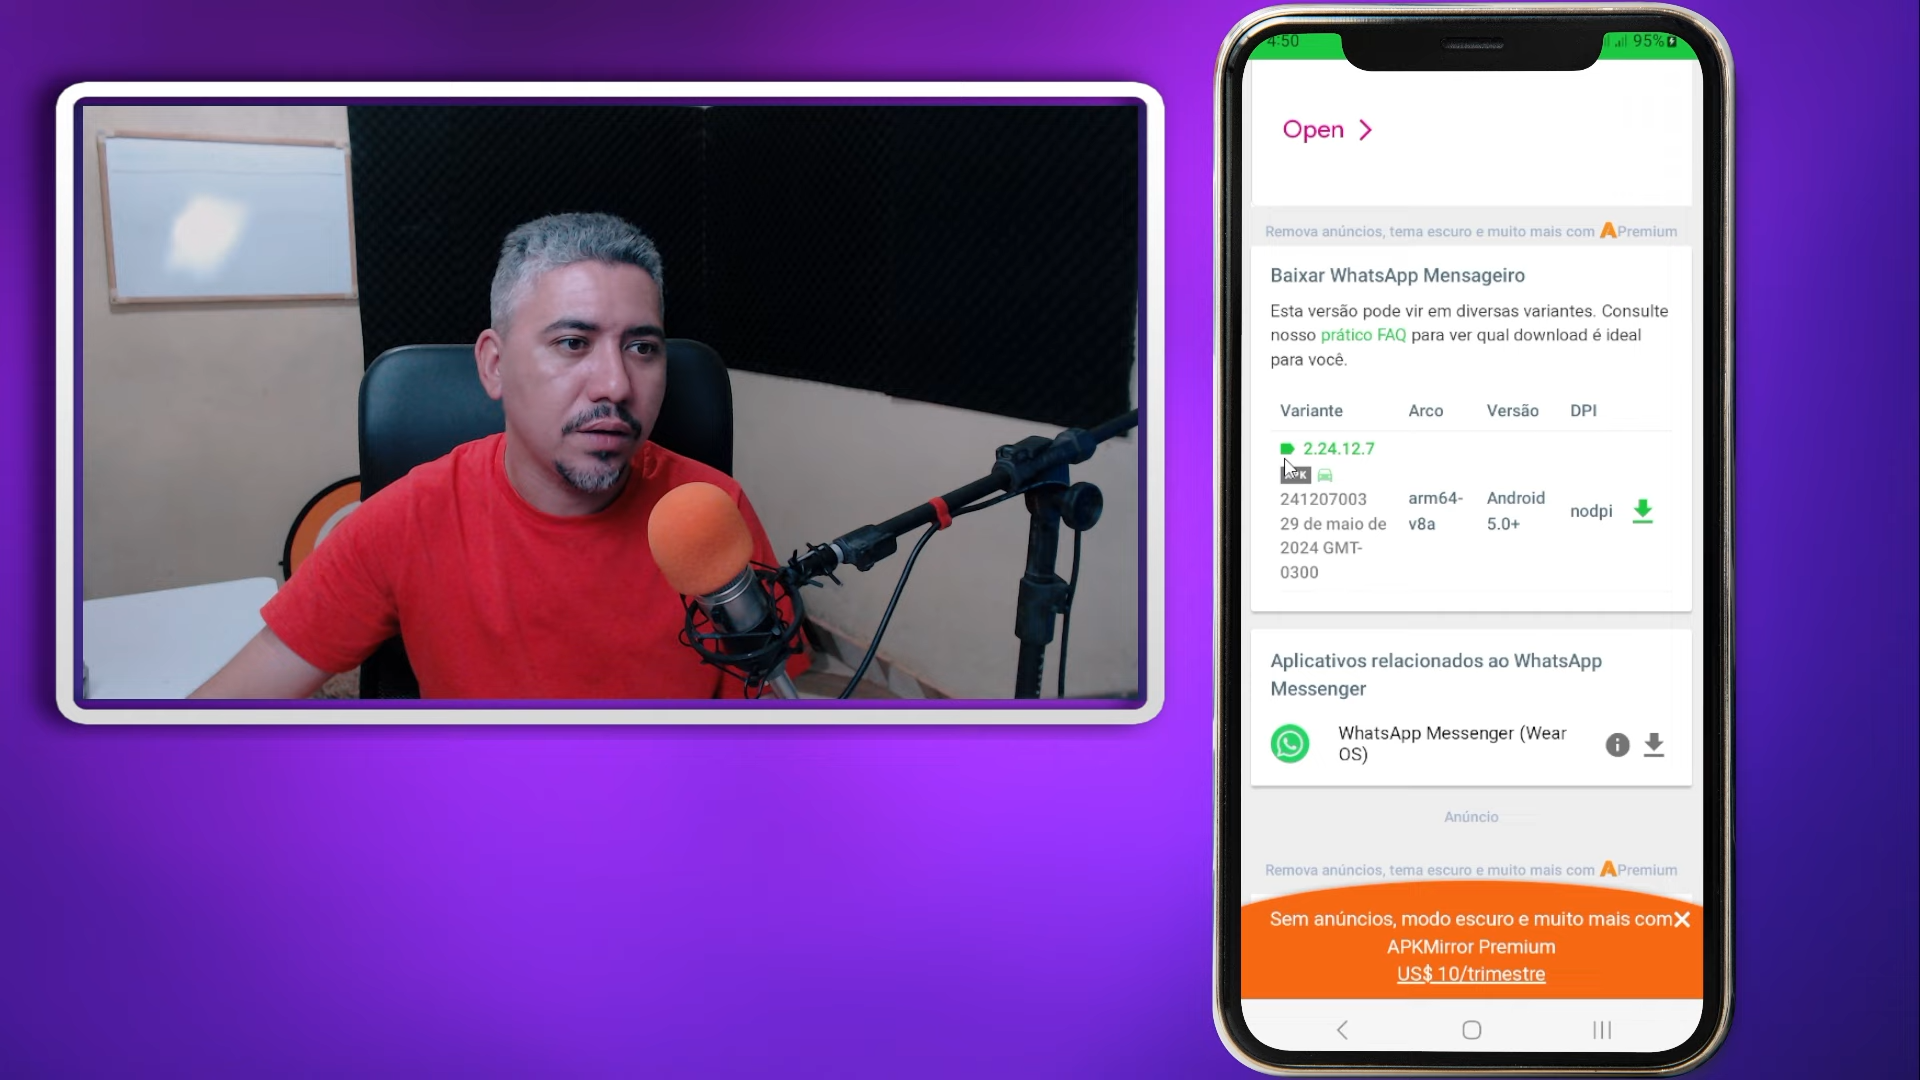 4:50
95%
Open
Remova anúncios, tema escuro e muito mais com Premium
Baixar WhatsApp Mensageiro
Esta versão pode vir em diversas variantes. Consulte
nosso prático FAQ para ver qual download é ideal
para você.
Variante Arco Versão DPI
2.24.12.7
241207003
29 de maio de
2024 GMT-
0300
arm64-
v8a
Android
5.0+
nodpi
Aplicativos relacionados ao WhatsApp
Messenger
WhatsApp Messenger (Wear
OS)
Anúncio
Remova anúncios, tema escuro e muito mais com Premium
Sem anúncios, modo escuro e muito mais com
APKMirror Premium
US$ 10/trimestre